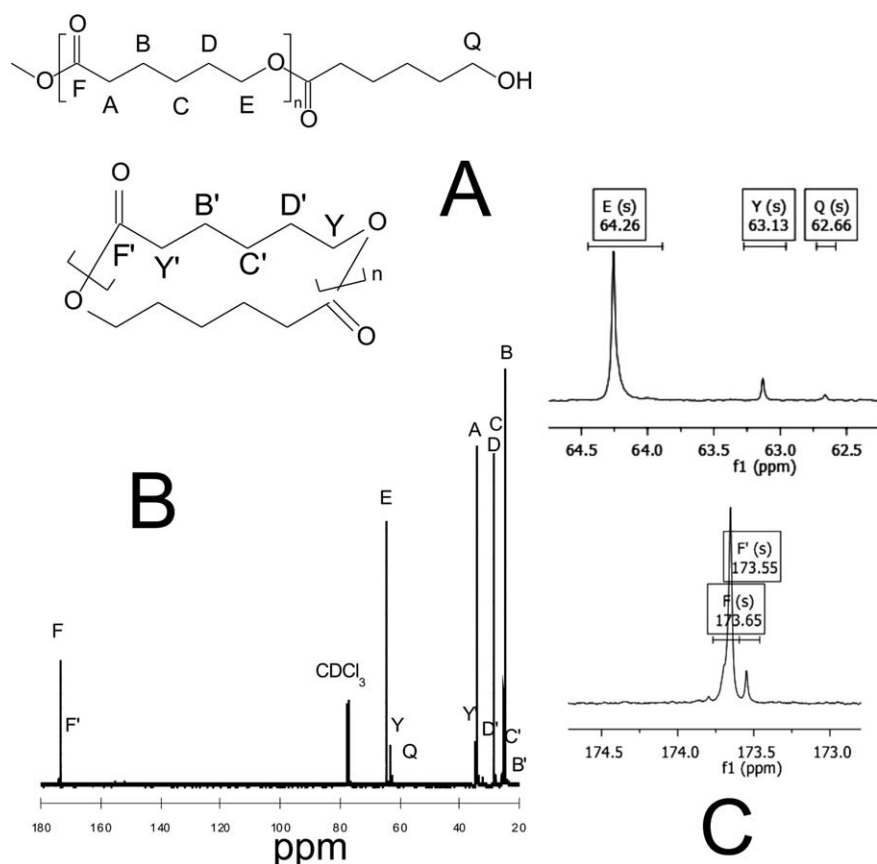 O
B
D
O
Q
O
F
A
C
E
n
O
OH
O
B'
D'
Y
O
F'
Y'
C'
n
O
O
A
E (s)
64.26
Y (s)
63.13
Q (s)
62.66
64.5 64.0 63.5 63.0 62.5
f1 (ppm)
B
B
A
C
D
E
F
F'
CDCl3
Y
Q
Y'
D'
C'
B'
180 160 100 80 60 40 20
ppm
F' (s)
173.55
F (s)
173.65
174.5 174.0 173.5 173.0
f1 (ppm)
C